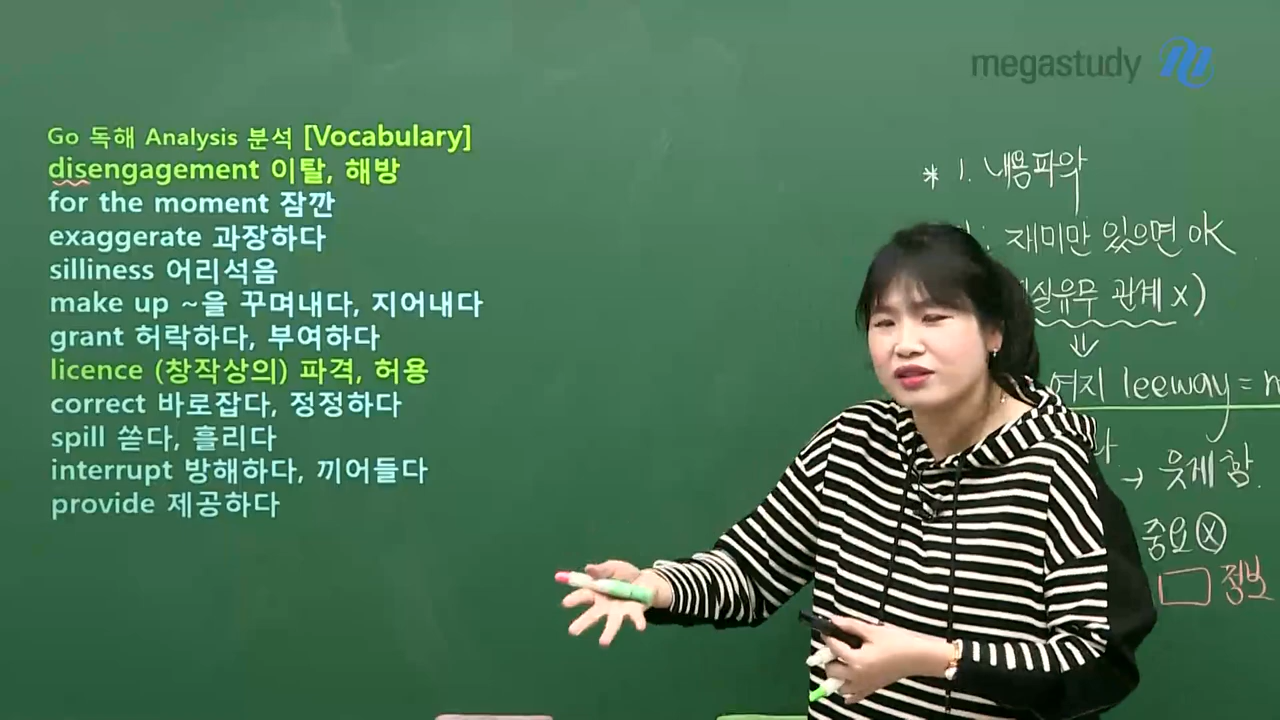 megastudy
Go 독해 Analysis 분석 [Vocabulary]
disengagement 이탈, 해방
for the moment 잠깐
exaggerate 과장하다
silliness 어리석음
make up ~을 꾸며내다, 지어내다
grant 허락하다, 부여하다
licence (창작상의) 파격, 허용
correct 바로잡다, 정정하다
spill 쏟다, 흘리다
interrupt 방해하다, 끼어들다
provide 제공하다
* 1. 내용파악
: 재미만 있으면 OK
실유무 관계 x)
여지 leeway =
→ 웃게 함.
중요 ⓧ
정보